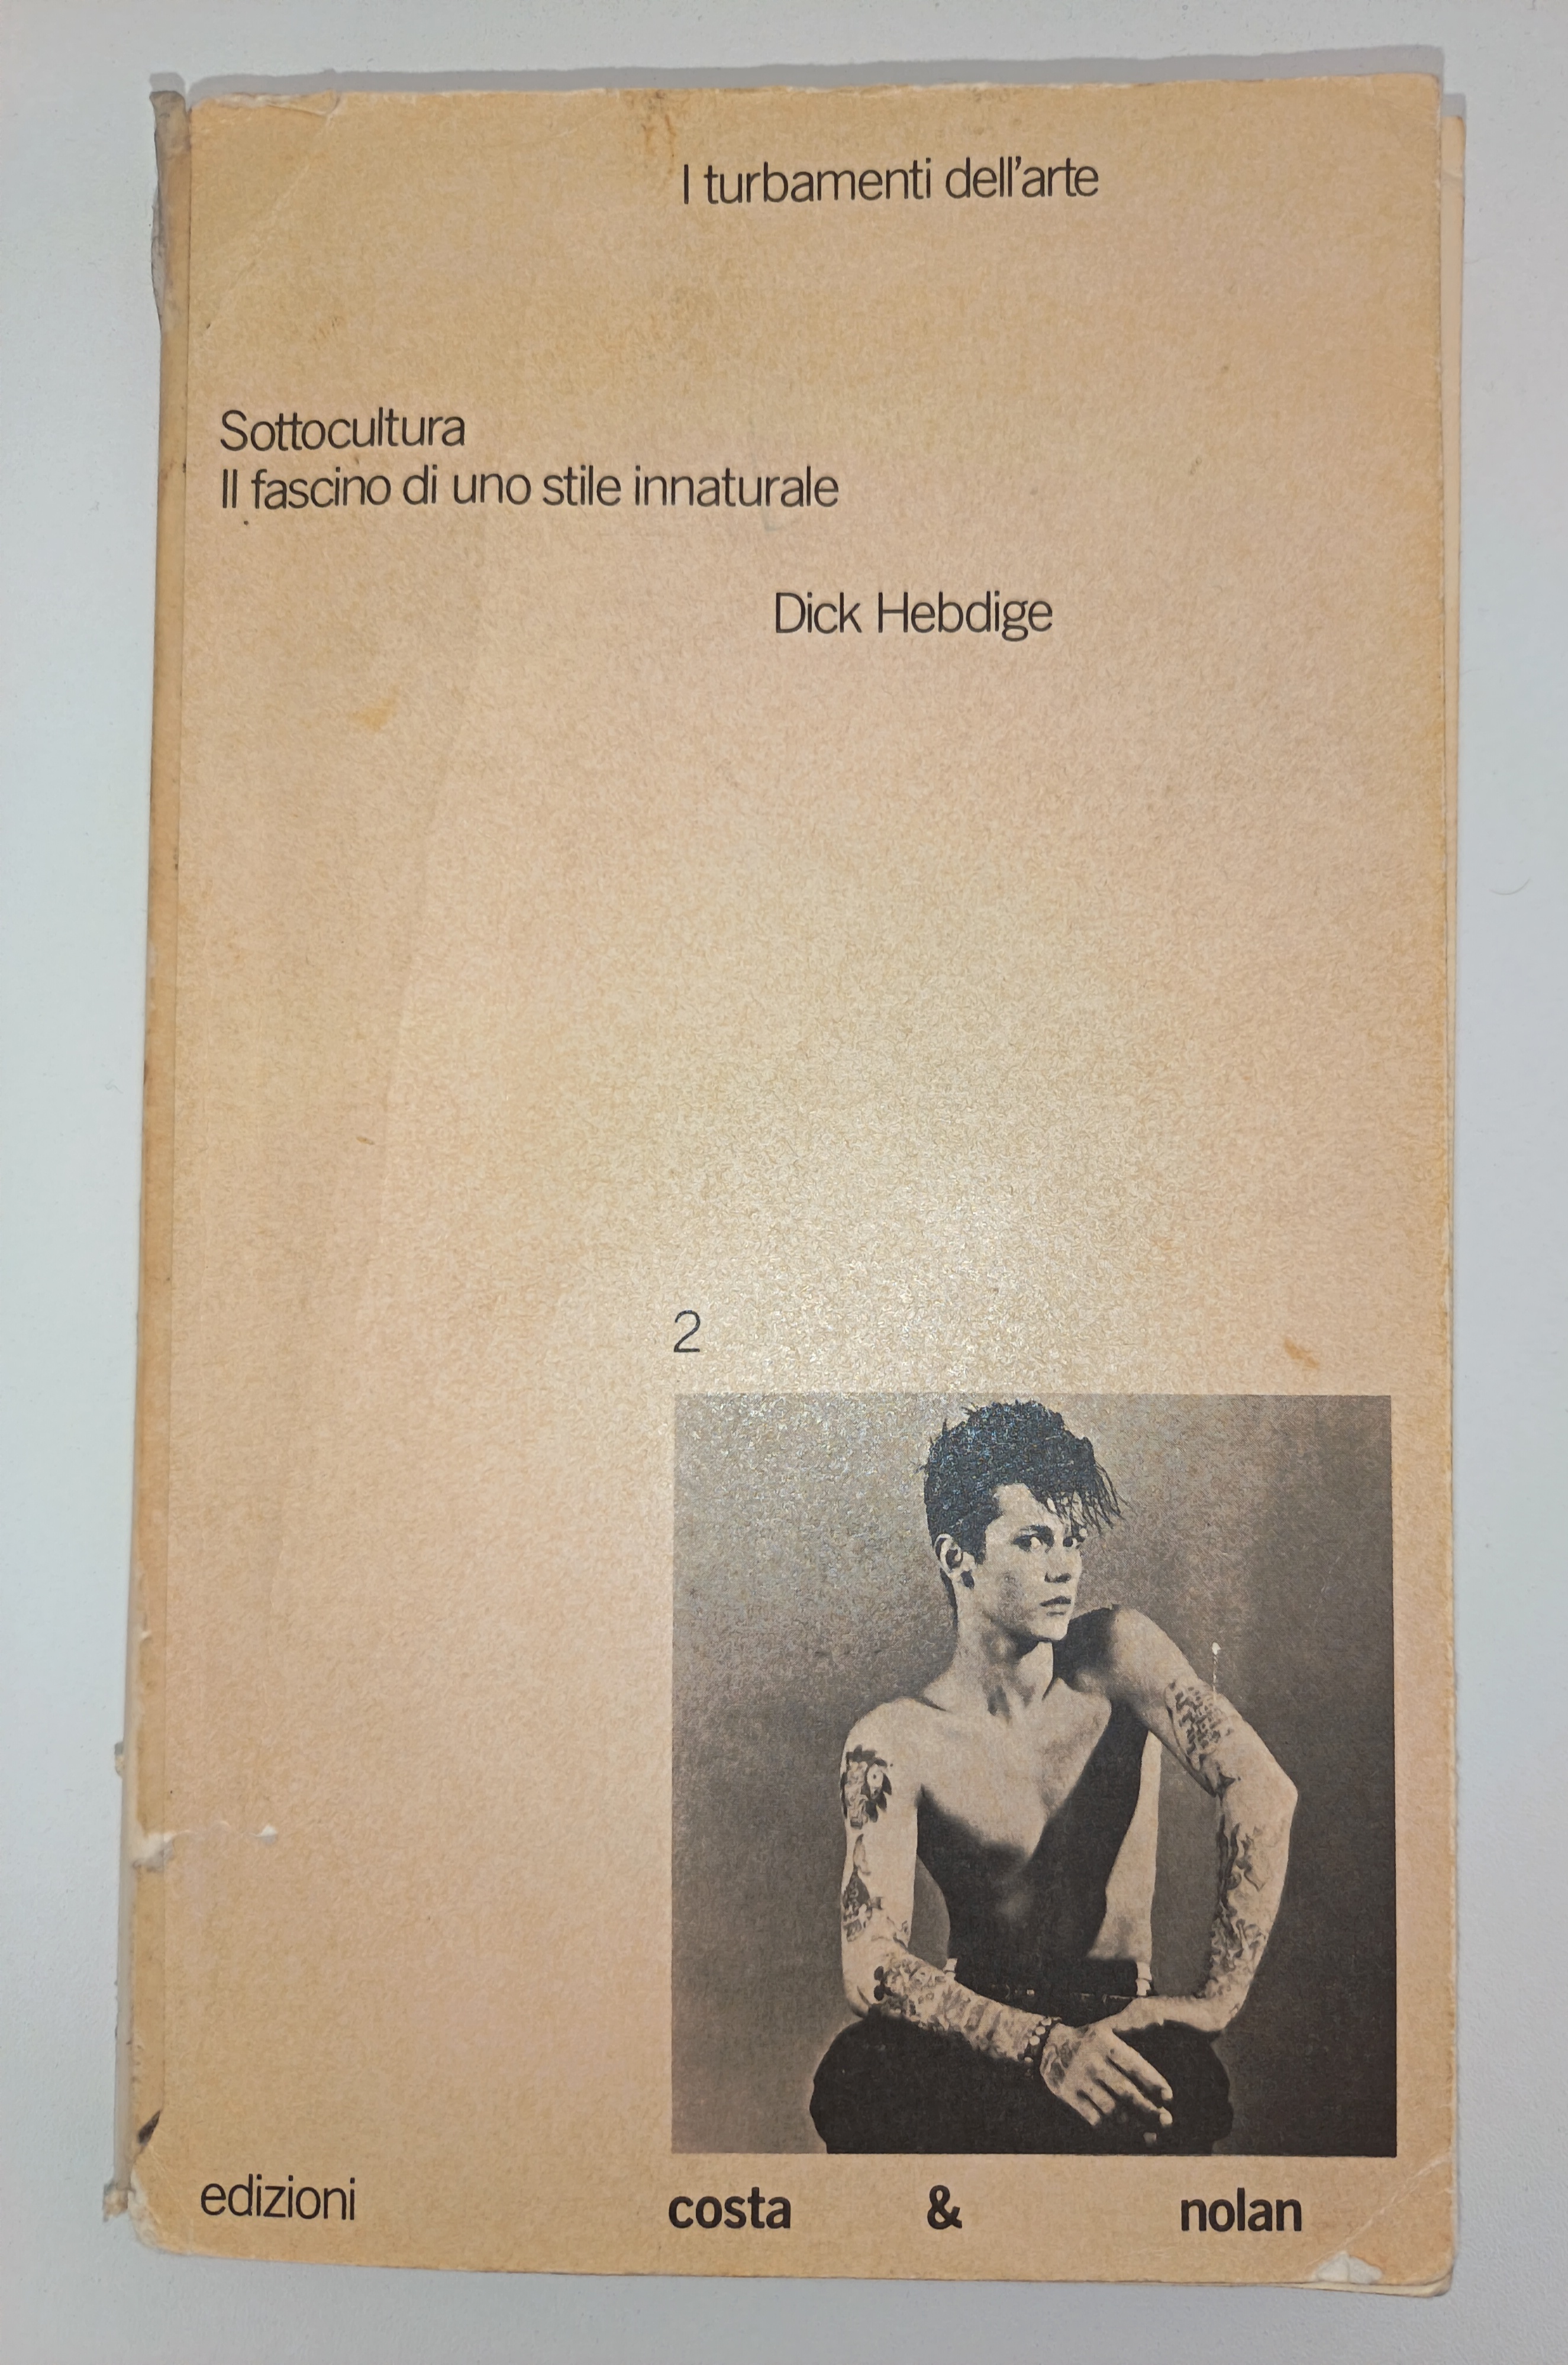 I turbamenti dell'arte
Sottocultura
Il fascino di uno stile innaturale
Dick Hebdige
2
edizioni costa & nolan